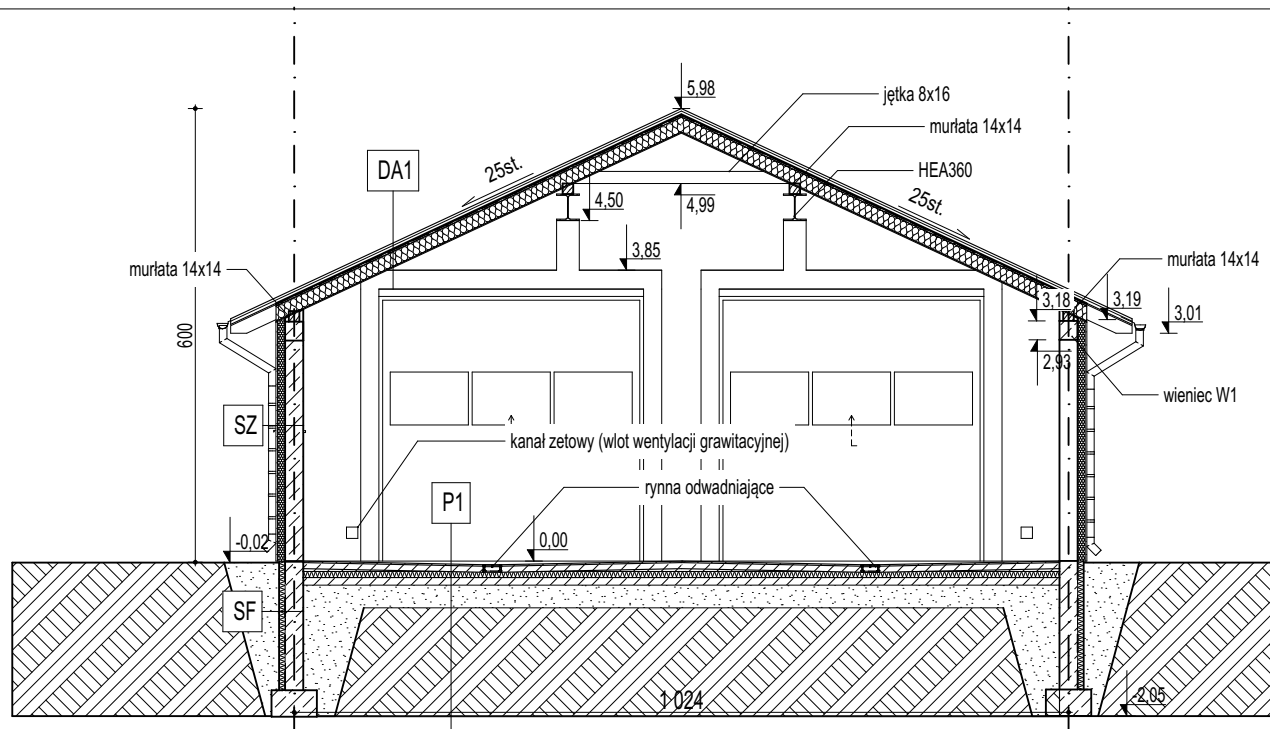 5,98
jętka 8x16
murłata 14x14
HEA360
DA1
25st.
4,50
4,99
25st.
3,85
murłata 14x14
murłata 14x14
3,18
3,19
3,01
600
2,93
wieniec W1
SZ
kanał zetowy (wlot wentylacji grawitacyjnej)
rynna odwadniające
P1
-0,02
0,00
SF
1 024
-2,05